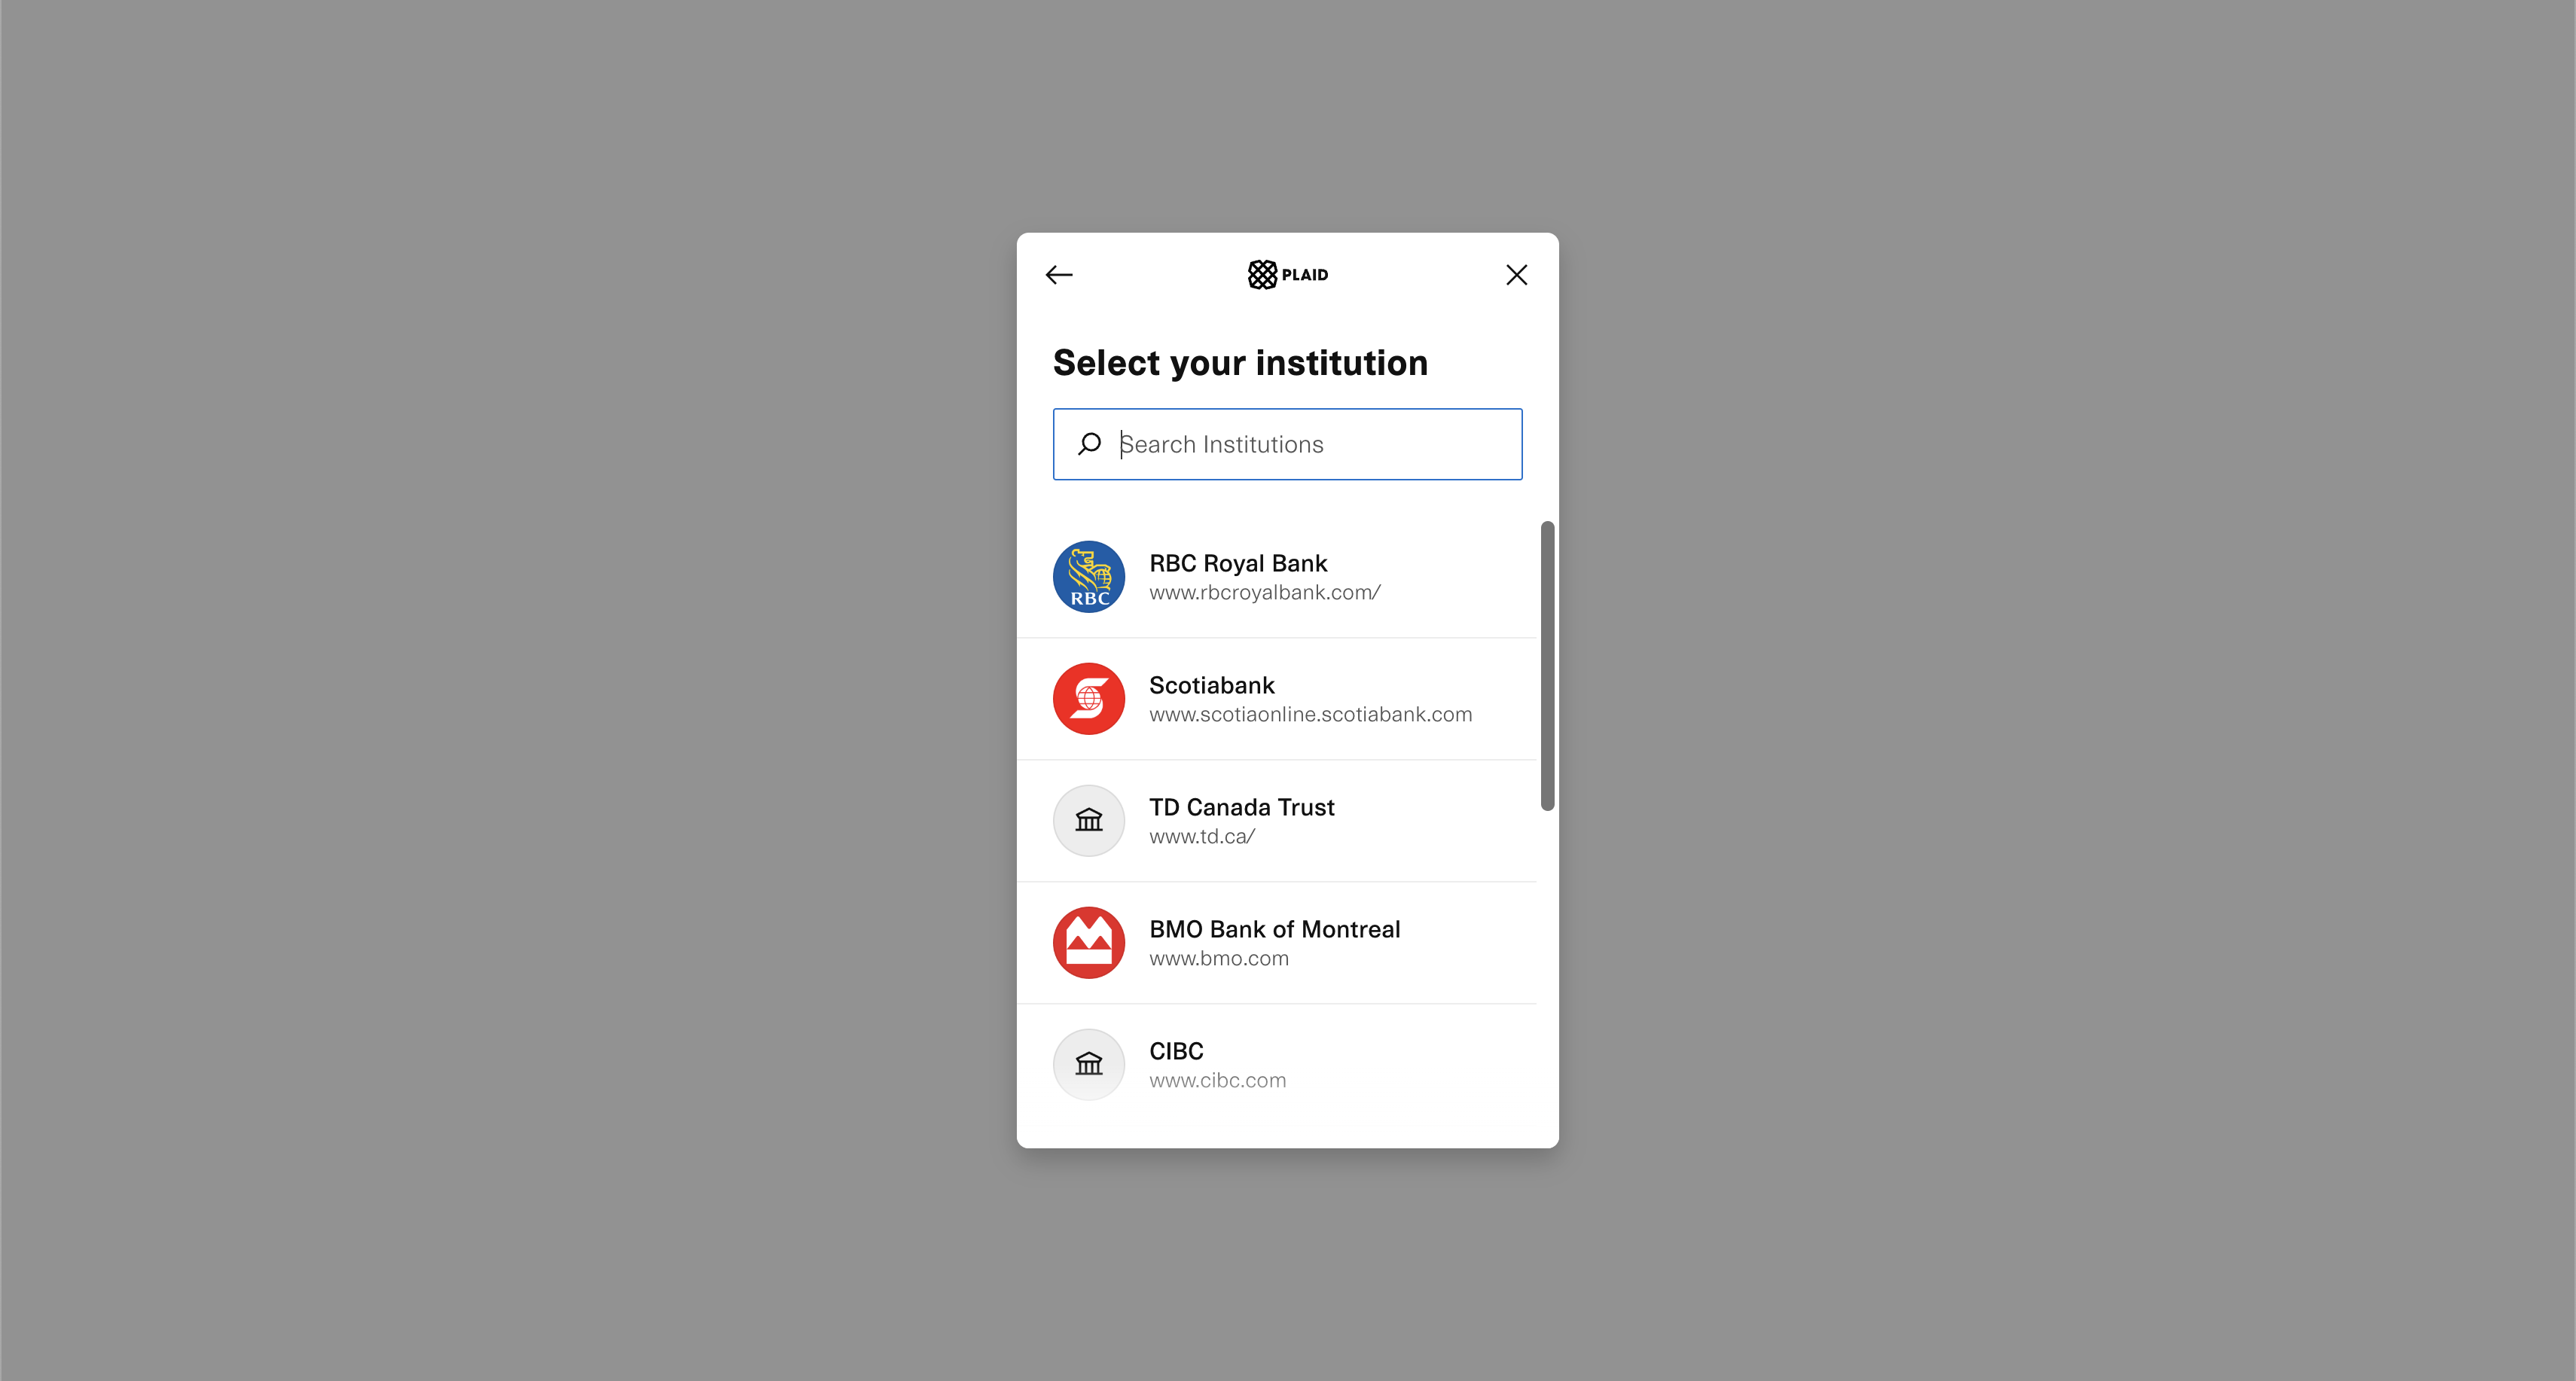 PLAID
Select your institution
Search Institutions
RBC
RBC Royal Bank
www.rbcroyalbank.com/
Scotiabank
www.scotiaonline.scotiabank.com
TD Canada Trust
www.td.ca/
BMO Bank of Montreal
www.bmo.com
CIBC
www.cibc.com